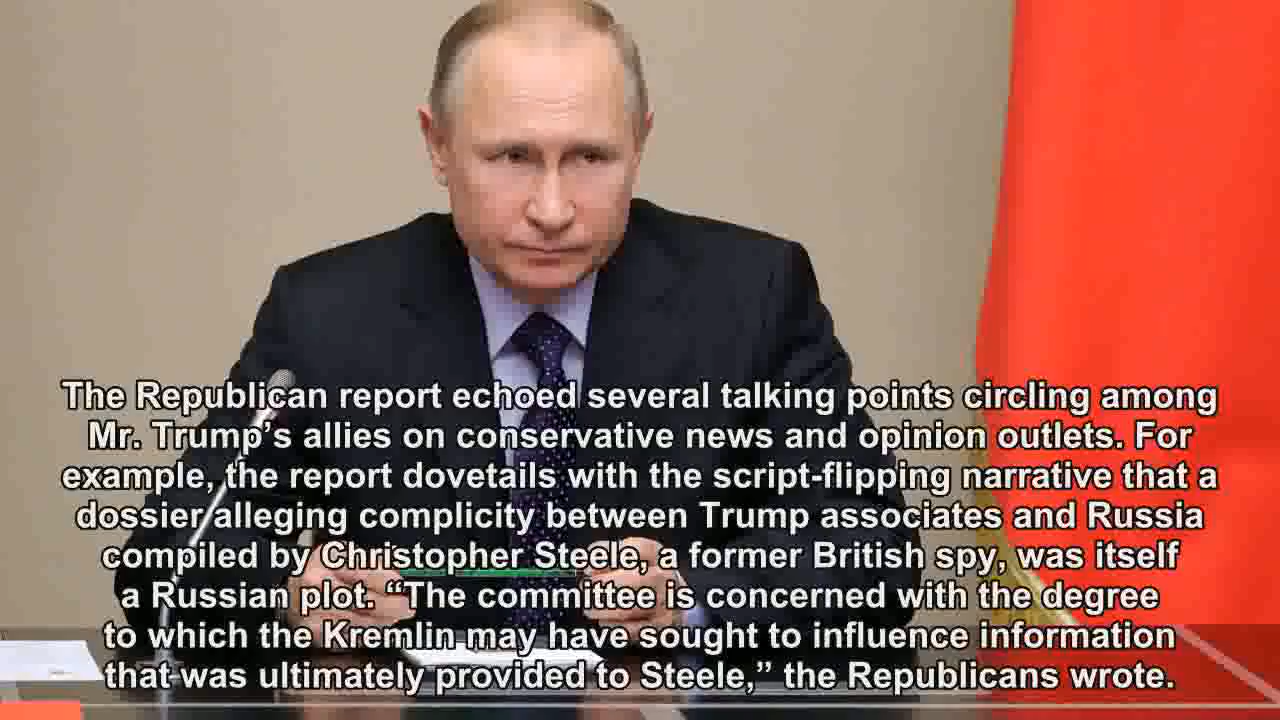 The Republican report echoed several talking points circling among
Mr. Trump’s allies on conservative news and opinion outlets. For
example, the report dovetails with the script-flipping narrative that a
dossier alleging complicity between Trump associates and Russia
compiled by Christopher Steele, a former British spy, was itself
a Russian plot. “The committee is concerned with the degree
to which the Kremlin may have sought to influence information
that was ultimately provided to Steele,” the Republicans wrote.